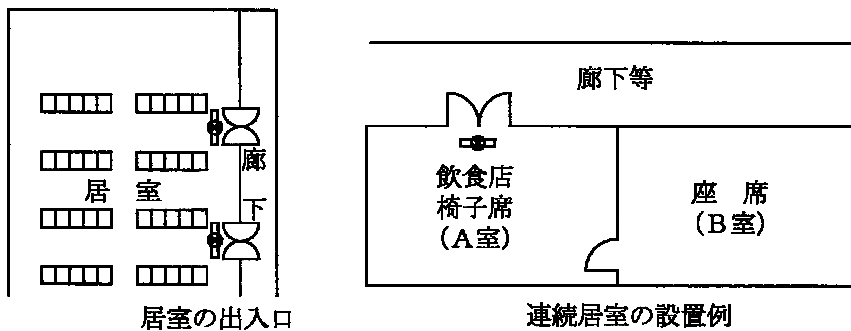 居室
廊下
居室の出入口
廊下等
飲食店
椅子席
(A室)
座席
(B室)
連続居室の設置例